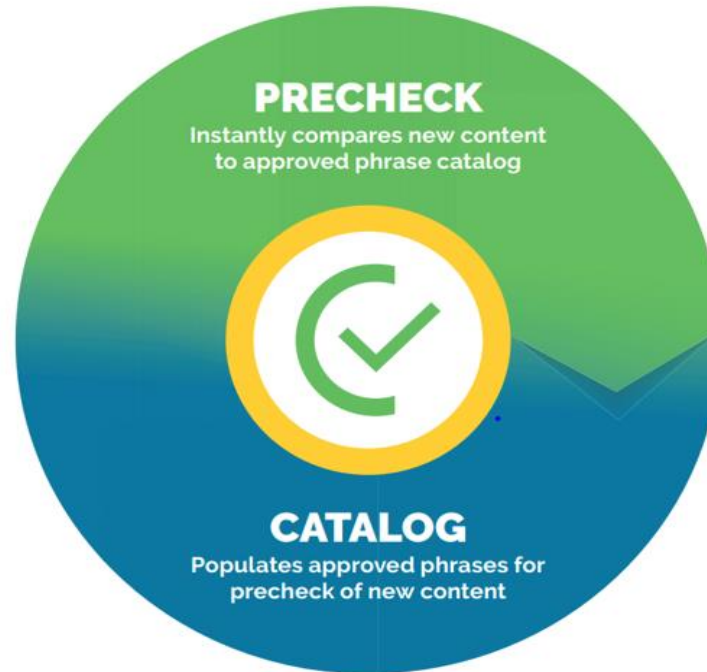 PRECHECK
Instantly compares new content
to approved phrase catalog
CATALOG
Populates approved phrases for
precheck of new content